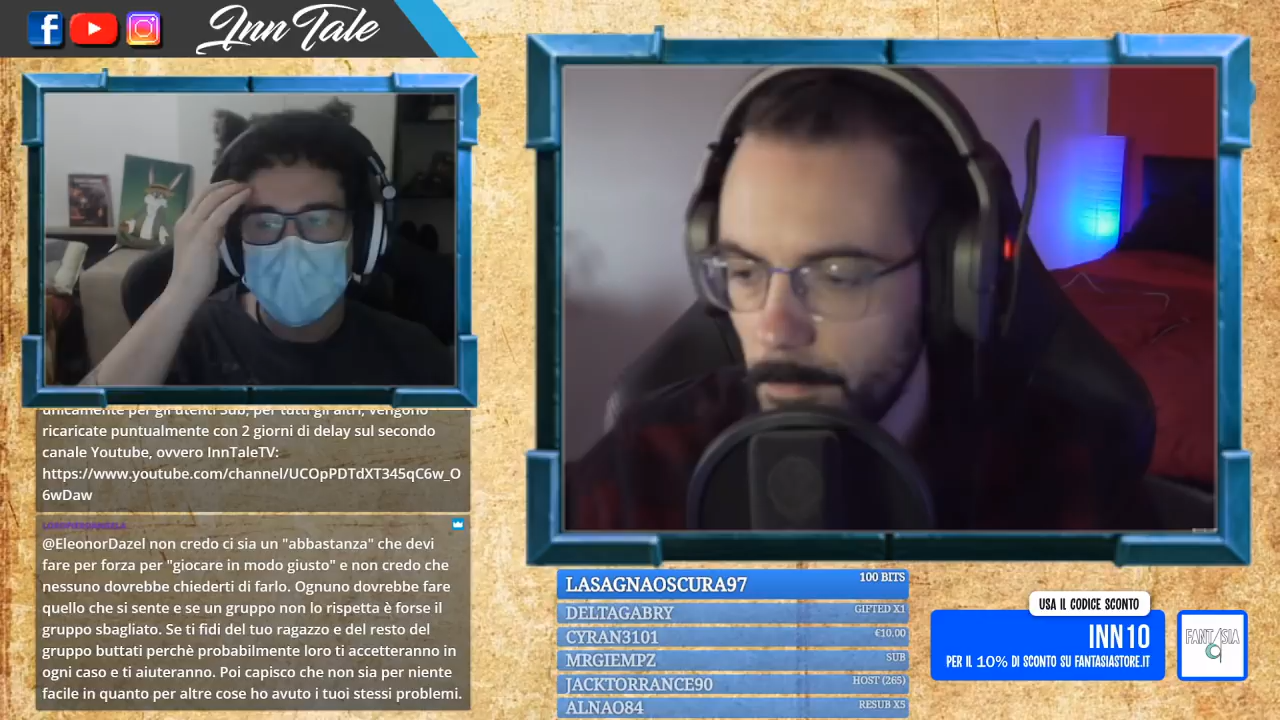 Inn Tale
unicamente per gli utenti Sub, per tutti gli altri, vengono
ricaricate puntualmente con 2 giorni di delay sul secondo
canale Youtube, ovvero InnTaleTV:
https://www.youtube.com/channel/UCOpPDTdXT345qC6w_O
6wDaw
@EleonorDazel non credo ci sia un "abbastanza" che devi
fare per forza per "giocare in modo giusto" e non credo che
nessuno dovrebbe chiederti di farlo. Ognuno dovrebbe fare
quello che si sente e se un gruppo non lo rispetta è forse il
gruppo sbagliato. Se ti fidi del tuo ragazzo e del resto del
gruppo buttati perchè probabilmente loro ti accetteranno in
ogni caso e ti aiuteranno. Poi capisco che non sia per niente
facile in quanto per altre cose ho avuto i tuoi stessi problemi.
LASAGNAOSCURA97 100 BITS
DELTAGABRY GIFTED X1
CYRAN3101 €10.00
MRGIEMPZ SUB
JACKTORRANCE90 HOST (265)
ALNAO84 RESUB X5
USA IL CODICE SCONTO
INN10
PER IL 10% DI SCONTO SU FANTASIASTORE.IT
FANTASIA